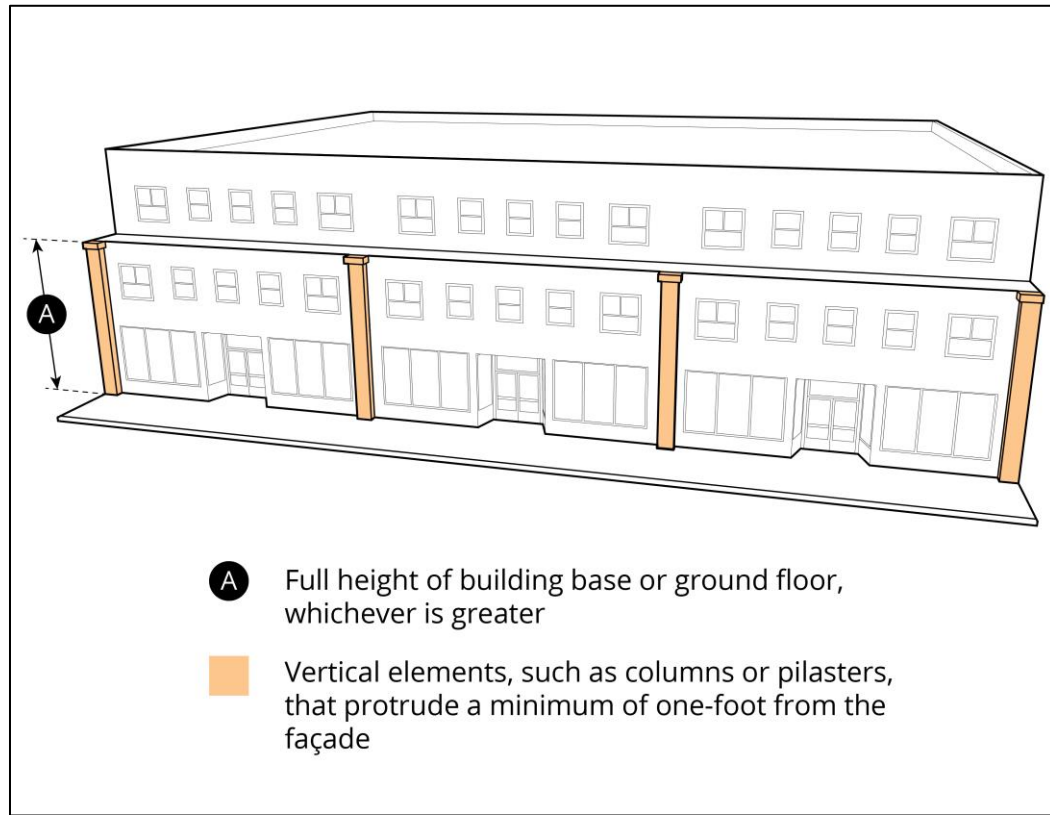 A
A Full height of building base or ground floor,
whichever is greater
Vertical elements, such as columns or pilasters,
that protrude a minimum of one-foot from the
façade